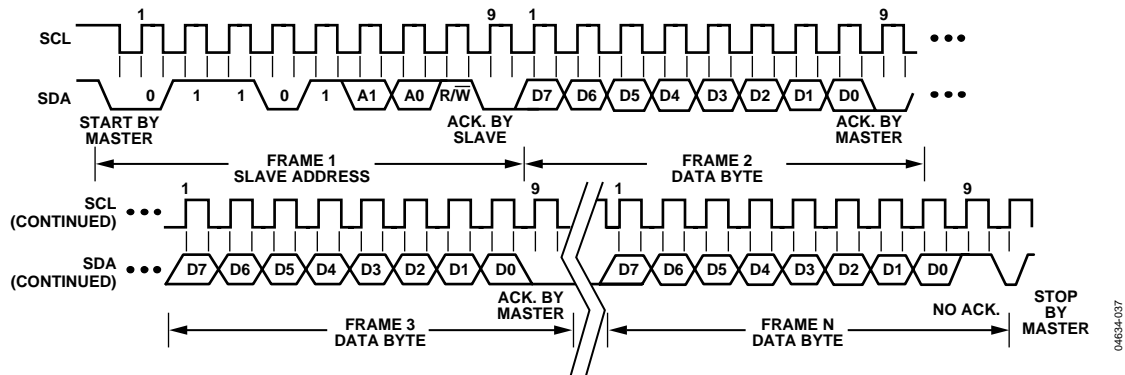 1 9 1 9
SCL •••
SDA 0 1 1 0 1 A1 A0 R/W̅ D7 D6 D5 D4 D3 D2 D1 D0 •••
START BY
MASTER
ACK. BY
SLAVE
ACK. BY
MASTER
FRAME 1
SLAVE ADDRESS
FRAME 2
DATA BYTE
1 9 1 9
SCL
(CONTINUED) •••
SDA
(CONTINUED) ••• D7 D6 D5 D4 D3 D2 D1 D0 D7 D6 D5 D4 D3 D2 D1 D0
ACK. BY
MASTER
NO ACK.
STOP
BY
MASTER
FRAME 3
DATA BYTE
FRAME N
DATA BYTE
04634-037